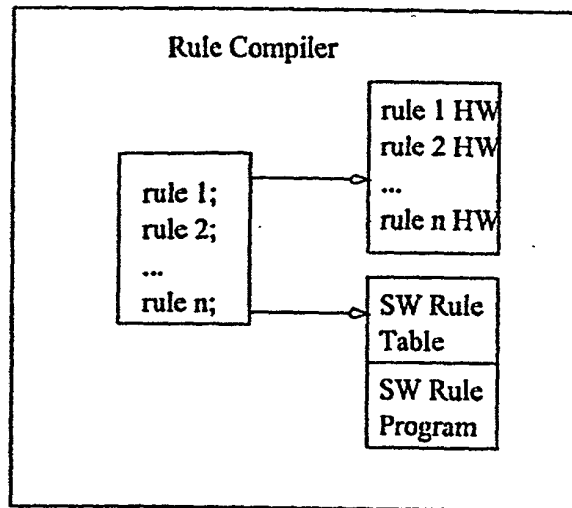 Rule Compiler
rule 1;
rule 2;
...
rule n;
rule 1 HW
rule 2 HW
...
rule n HW
SW Rule
Table
SW Rule
Program